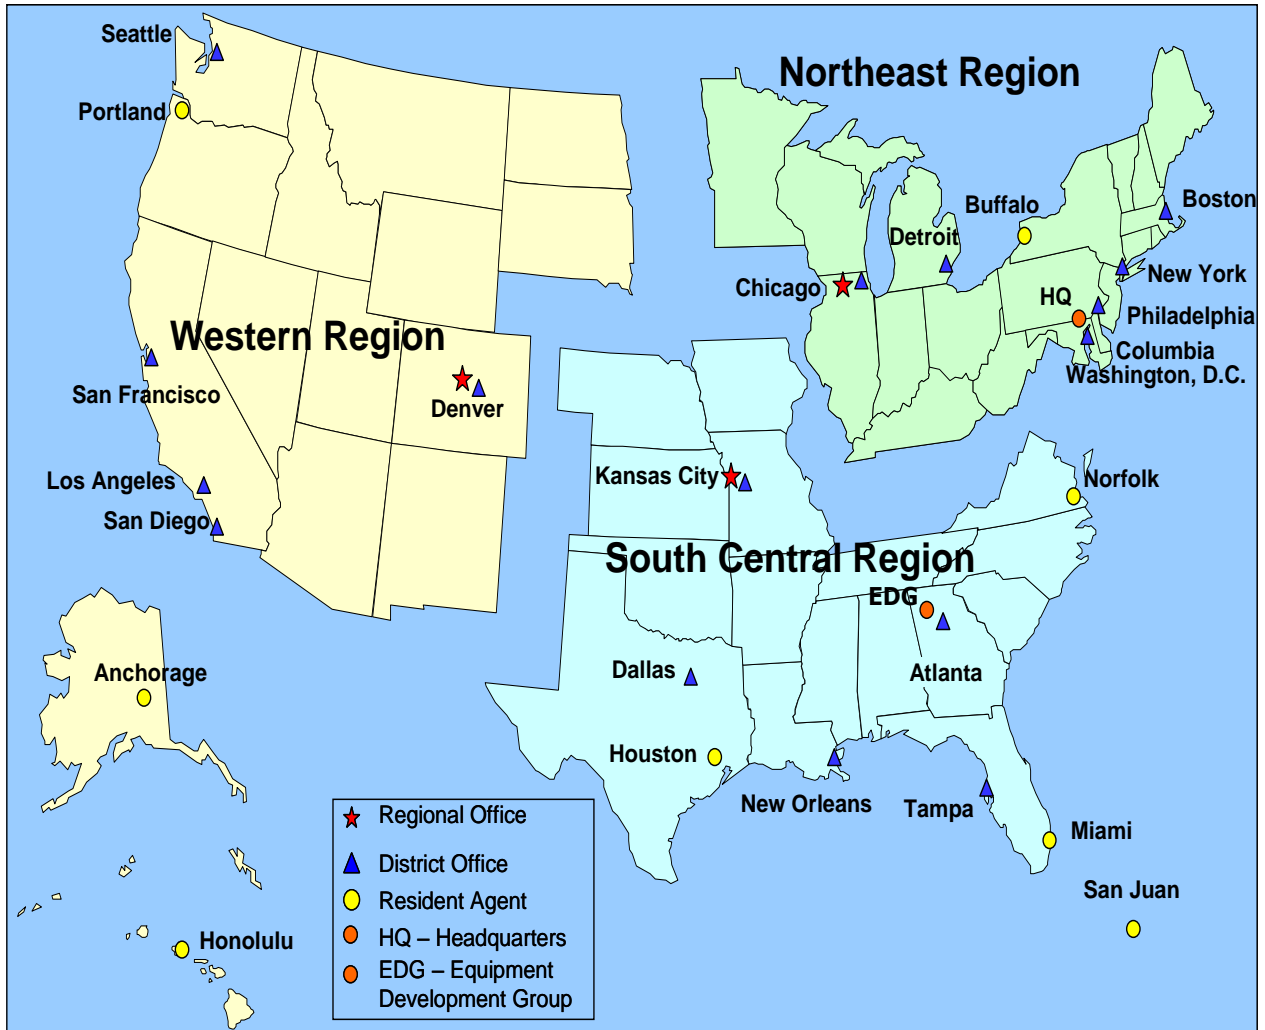 Seattle
Portland
Northeast Region
Buffalo
Boston
Detroit
Chicago
New York
HQ
Philadelphia
Columbia
Washington, D.C.
Western Region
San Francisco
Denver
Los Angeles
San Diego
Kansas City
Norfolk
South Central Region
EDG
Atlanta
Dallas
Houston
New Orleans
Tampa
Miami
San Juan
Anchorage
Honolulu
Regional Office
District Office
Resident Agent
HQ – Headquarters
EDG – Equipment
Development Group